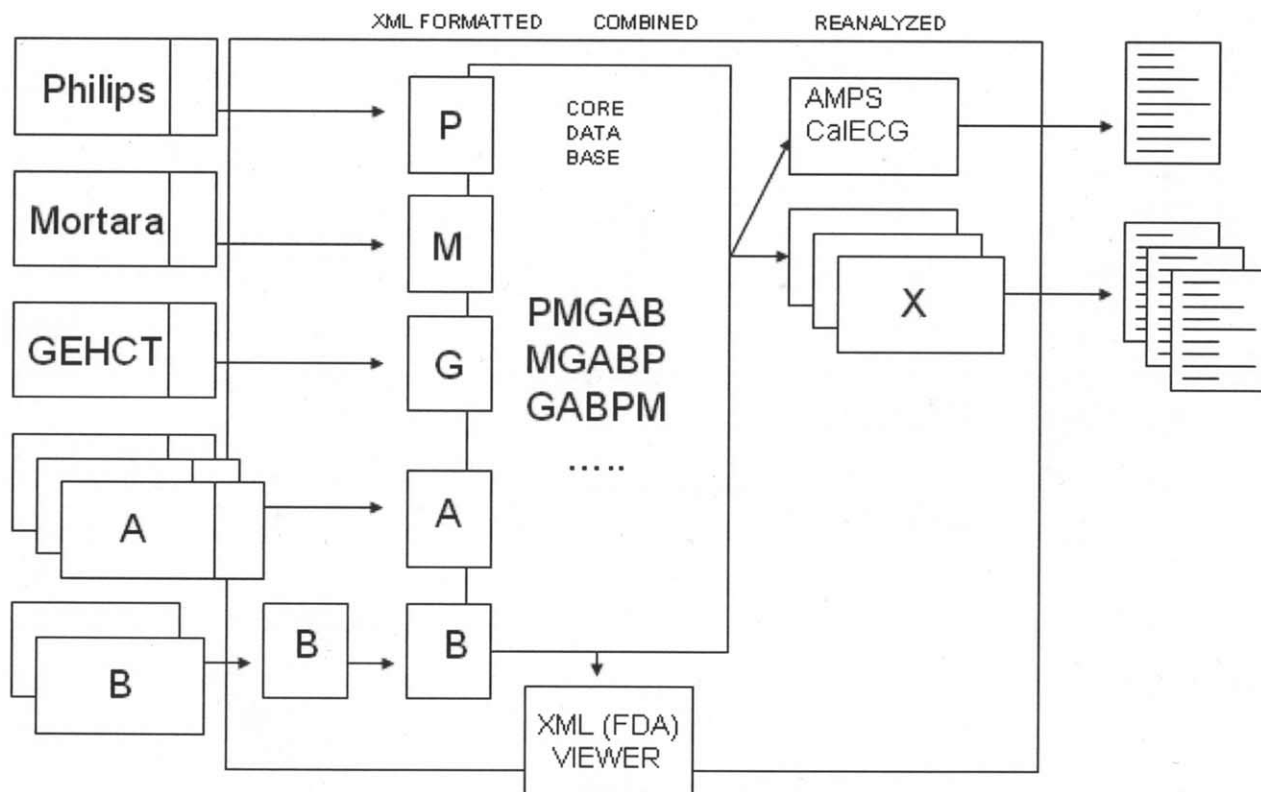 XML FORMATTED COMBINED REANALYZED
Philips
P
CORE
DATA
BASE
AMPS
CalECG
Mortara
M
X
GEHCT
G
PMGAB
MGABP
GABPM
.....
A
A
B
B
B
XML (FDA)
VIEWER